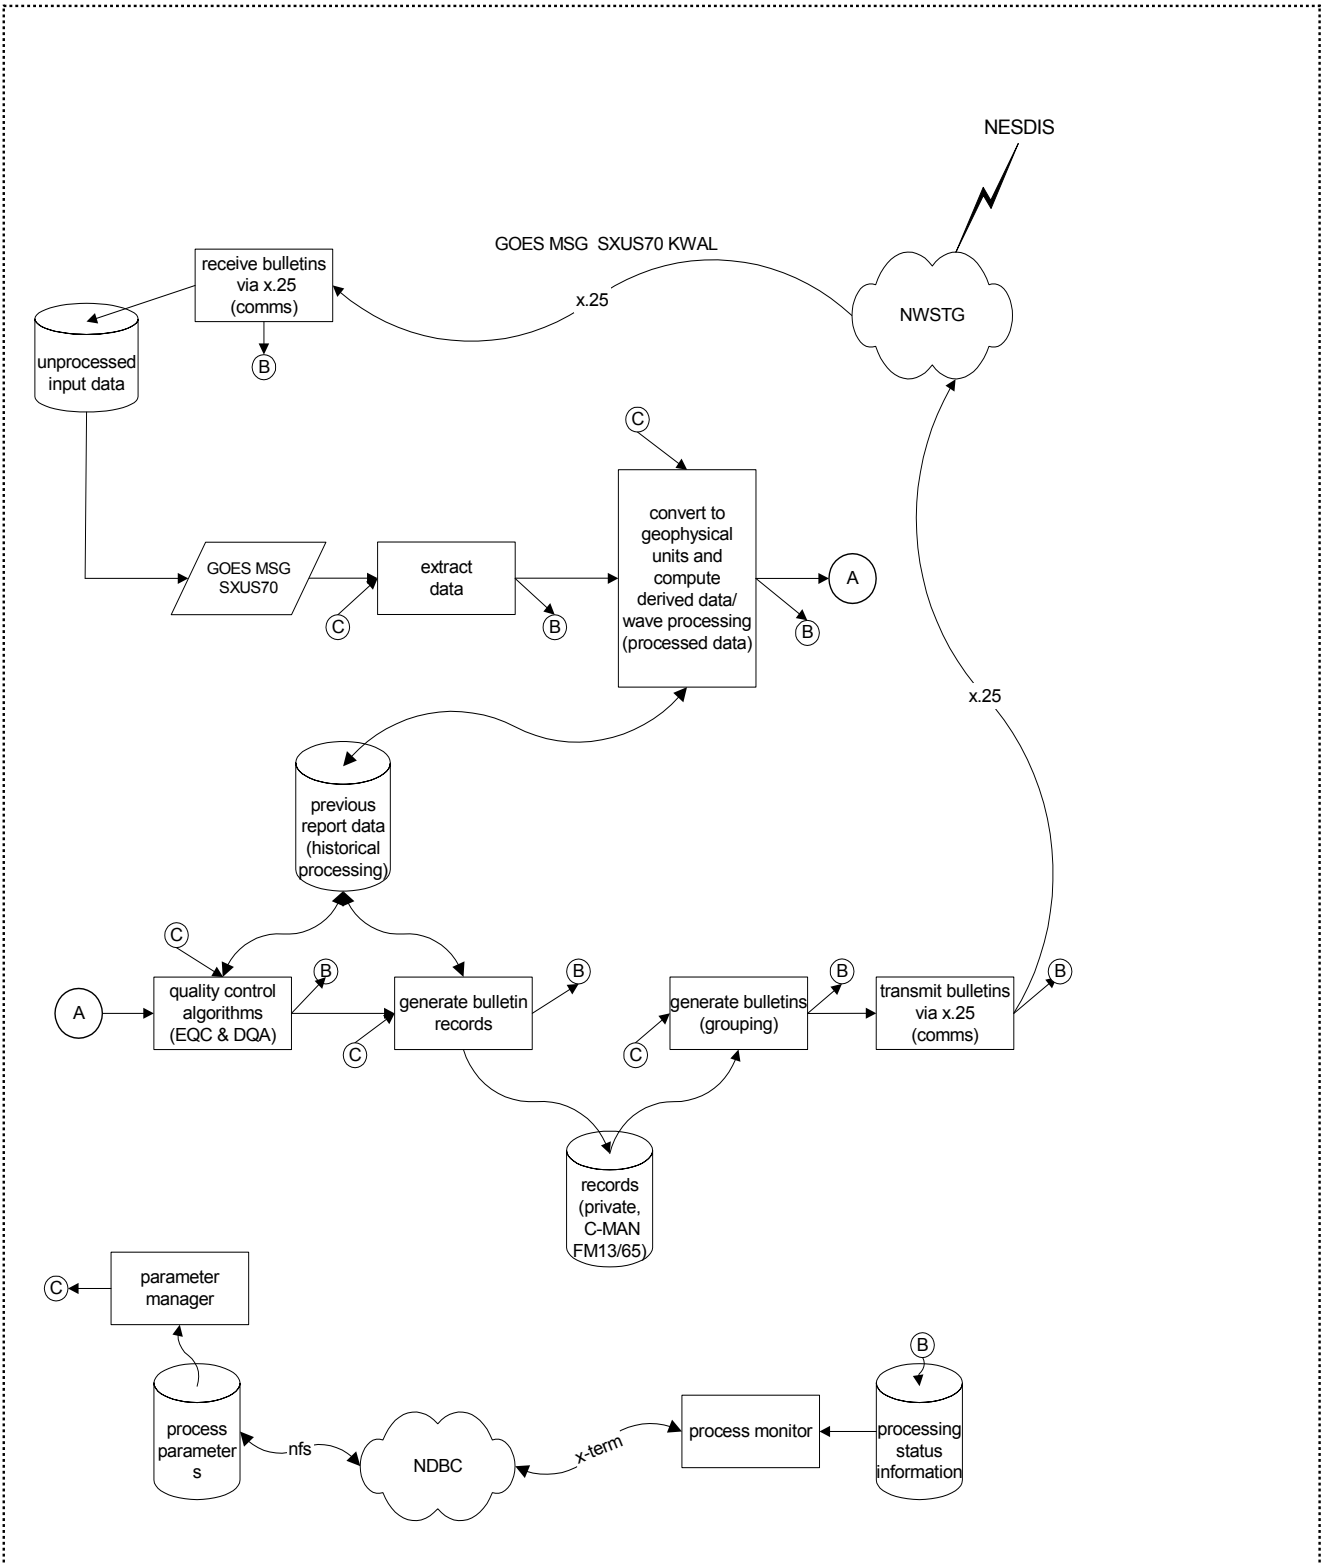 NESDIS
GOES MSG  SXUS70 KWAL
receive bulletins
via x.25
(comms)
x.25
NWSTG
unprocessed
input data
B
C
convert to
geophysical
units and
compute
derived data/
wave processing
(processed data)
GOES MSG
SXUS70
extract
data
A
C
B
B
x.25
previous
report data
(historical
processing)
C
B
B
B
B
A
quality control
algorithms
(EQC & DQA)
generate bulletin
records
generate bulletins
(grouping)
transmit bulletins
via x.25
(comms)
C
C
records
(private,
C-MAN
FM13/65)
parameter
manager
C
B
process
parameter
s
nfs
NDBC
x-term
process monitor
processing
status
information